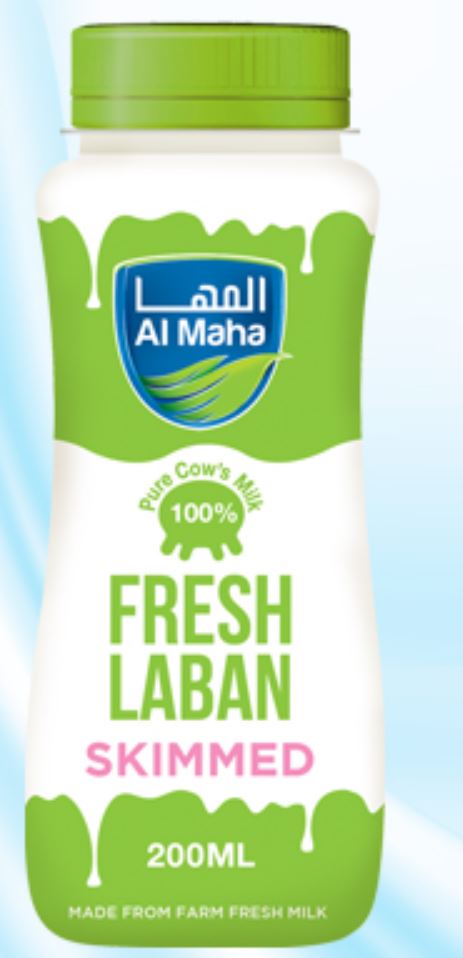 المها
Al Maha
Pure Cow's Milk
100%
FRESH
LABAN
SKIMMED
200ML
MADE FROM FARM FRESH MILK